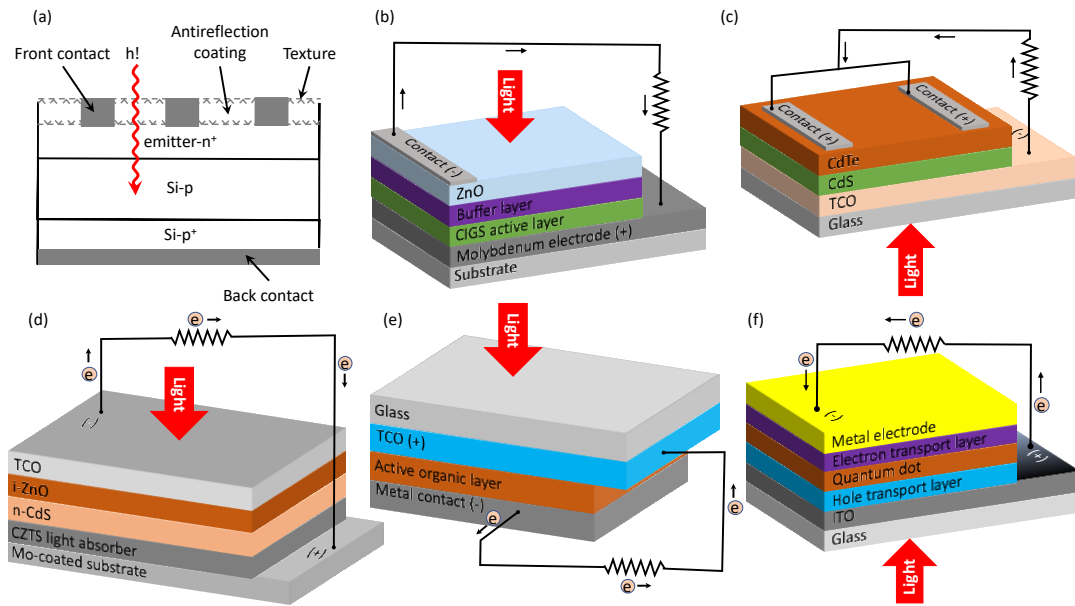 (a)
h!
Front contact
Antireflection
coating
Texture
emitter-n+
Si-p
Si-p+
Back contact
(b)
Light
Contact (-)
ZnO
Buffer layer
CIGS active layer
Molybdenum electrode (+)
Substrate
(c)
Contact (+)
Contact (+)
(-)
CdTe
CdS
TCO
Glass
Light
(d)
e
e
e
Light
(-)
TCO
i-ZnO
n-CdS
CZTS light absorber
(+)
Mo-coated substrate
(e)
Light
Glass
TCO (+)
Active organic layer
Metal contact (-)
e
e
e
(f)
e
e
e
(-)
Metal electrode
Electron transport layer
Quantum dot
(+)
Hole transport layer
ITO
Glass
Light